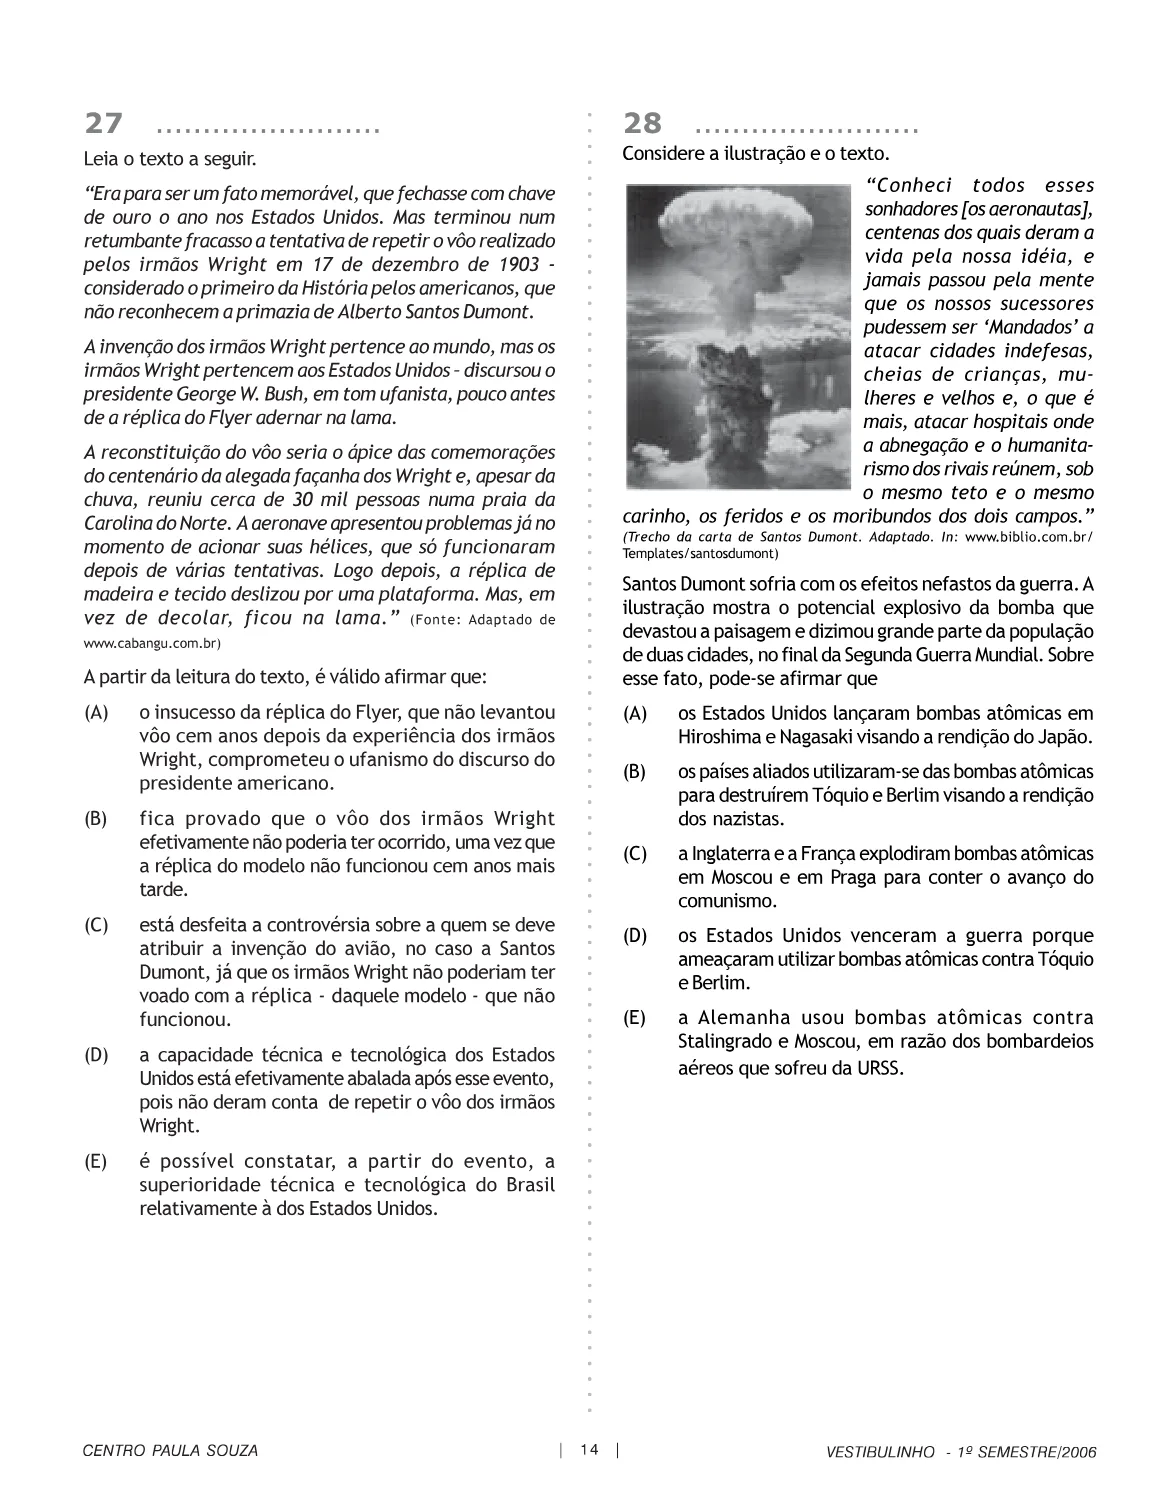 27 ........................
Leia o texto a seguir.
“Era para ser um fato memorável, que fechasse com chave
de ouro o ano nos Estados Unidos. Mas terminou num
retumbante fracasso a tentativa de repetir o vôo realizado
pelos irmãos Wright em 17 de dezembro de 1903 -
considerado o primeiro da História pelos americanos, que
não reconhecem a primazia de Alberto Santos Dumont.
A invenção dos irmãos Wright pertence ao mundo, mas os
irmãos Wright pertencem aos Estados Unidos – discursou o
presidente George W. Bush, em tom ufanista, pouco antes
de a réplica do Flyer adernar na lama.
A reconstituição do vôo seria o ápice das comemorações
do centenário da alegada façanha dos Wright e, apesar da
chuva, reuniu cerca de 30 mil pessoas numa praia da
Carolina do Norte. A aeronave apresentou problemas já no
momento de acionar suas hélices, que só funcionaram
depois de várias tentativas. Logo depois, a réplica de
madeira e tecido deslizou por uma plataforma. Mas, em
vez de decolar, ficou na lama.” (Fonte: Adaptado de
www.cabangu.com.br)
A partir da leitura do texto, é válido afirmar que:
(A) o insucesso da réplica do Flyer, que não levantou
vôo cem anos depois da experiência dos irmãos
Wright, comprometeu o ufanismo do discurso do
presidente americano.
(B) fica provado que o vôo dos irmãos Wright
efetivamente não poderia ter ocorrido, uma vez que
a réplica do modelo não funcionou cem anos mais
tarde.
(C) está desfeita a controvérsia sobre a quem se deve
atribuir a invenção do avião, no caso a Santos
Dumont, já que os irmãos Wright não poderiam ter
voado com a réplica - daquele modelo - que não
funcionou.
(D) a capacidade técnica e tecnológica dos Estados
Unidos está efetivamente abalada após esse evento,
pois não deram conta de repetir o vôo dos irmãos
Wright.
(E) é possível constatar, a partir do evento, a
superioridade técnica e tecnológica do Brasil
relativamente à dos Estados Unidos.
28 ........................
Considere a ilustração e o texto.
“Conheci todos esses
sonhadores [os aeronautas],
centenas dos quais deram a
vida pela nossa idéia, e
jamais passou pela mente
que os nossos sucessores
pudessem ser ‘Mandados’ a
atacar cidades indefesas,
cheias de crianças, mu-
lheres e velhos e, o que é
mais, atacar hospitais onde
a abnegação e o humanita-
rismo dos rivais reúnem, sob
o mesmo teto e o mesmo
carinho, os feridos e os moribundos dos dois campos.”
(Trecho da carta de Santos Dumont. Adaptado. In: www.biblio.com.br/
Templates/santosdumont)
Santos Dumont sofria com os efeitos nefastos da guerra. A
ilustração mostra o potencial explosivo da bomba que
devastou a paisagem e dizimou grande parte da população
de duas cidades, no final da Segunda Guerra Mundial. Sobre
esse fato, pode-se afirmar que
(A) os Estados Unidos lançaram bombas atômicas em
Hiroshima e Nagasaki visando a rendição do Japão.
(B) os países aliados utilizaram-se das bombas atômicas
para destruírem Tóquio e Berlim visando a rendição
dos nazistas.
(C) a Inglaterra e a França explodiram bombas atômicas
em Moscou e em Praga para conter o avanço do
comunismo.
(D) os Estados Unidos venceram a guerra porque
ameaçaram utilizar bombas atômicas contra Tóquio
e Berlim.
(E) a Alemanha usou bombas atômicas contra
Stalingrado e Moscou, em razão dos bombardeios
aéreos que sofreu da URSS.
CENTRO PAULA SOUZA | 14 | VESTIBULINHO - 1º SEMESTRE/2006